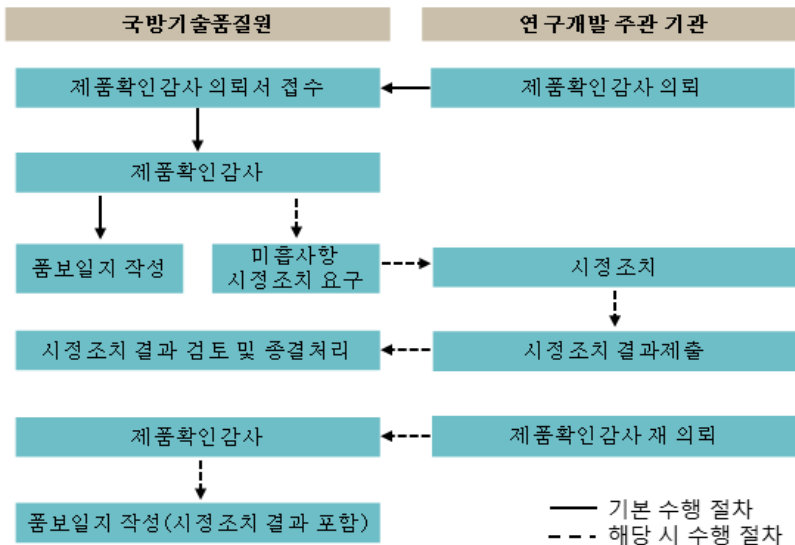 국방기술품질원
연구개발 주관 기관
제품확인감사 의뢰서 접수
제품확인감사 의뢰
제품확인감사
품보일지 작성
미흡사항
시정조치 요구
시정조치
시정조치 결과 검토 및 종결처리
시정조치 결과제출
제품확인감사
제품확인감사 재 의뢰
품보일지 작성(시정조치 결과 포함)
기본 수행 절차
해당 시 수행 절차